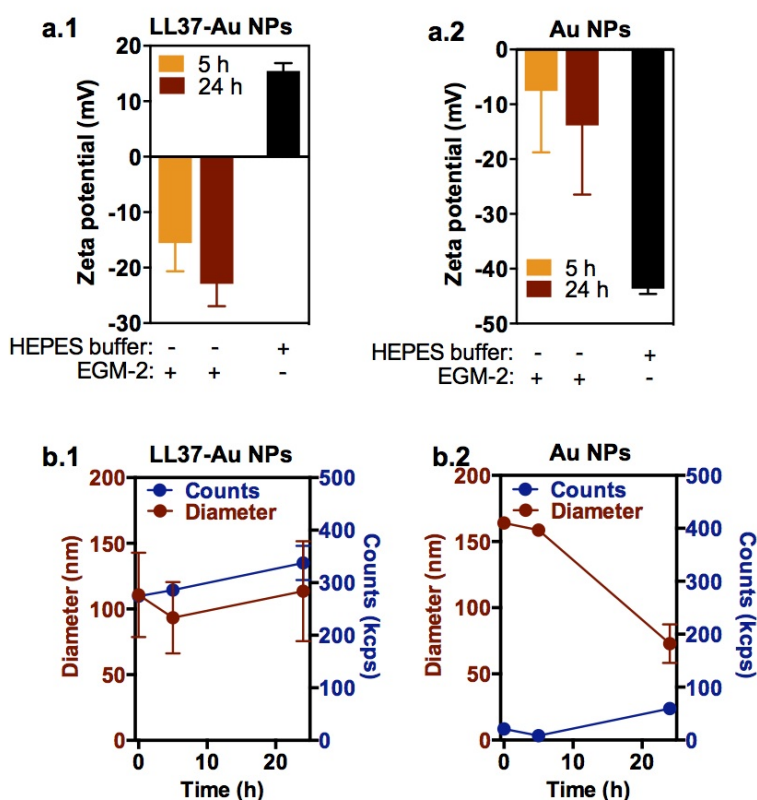 a.1 LL37-Au NPs
20
10
0
-10
-20
-30
Zeta potential (mV)
5 h
24 h
HEPES buffer: - - +
EGM-2: + + -
a.2 Au NPs
0
-10
-20
-30
-40
-50
Zeta potential (mV)
5 h
24 h
HEPES buffer: - - +
EGM-2: + + -
b.1 LL37-Au NPs
200
150
100
50
0
Diameter (nm)
Counts
Diameter
500
400
300
200
100
0
Counts (kcps)
0 10 20
Time (h)
b.2 Au NPs
200
150
100
50
0
Diameter (nm)
Counts
Diameter
500
400
300
200
100
0
Counts (kcps)
0 10 20
Time (h)